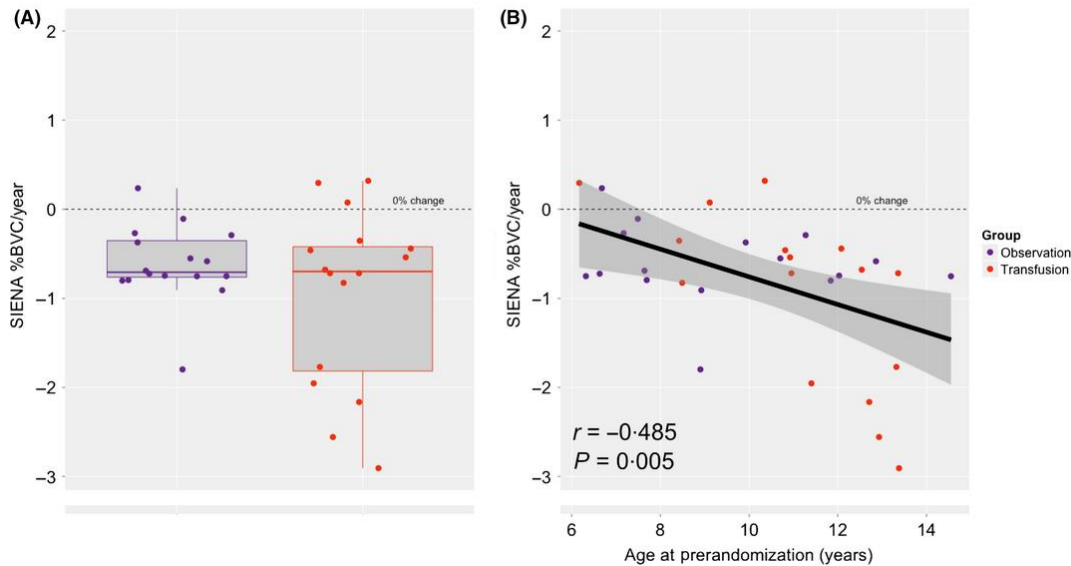 (A)
SIENA %BVC/year
2
1
0
−1
−2
−3
0% change
(B)
SIENA %BVC/year
2
1
0
−1
−2
−3
0% change
r = −0·485
P = 0·005
6 8 10 12 14
Age at prerandomization (years)
Group
Observation
Transfusion